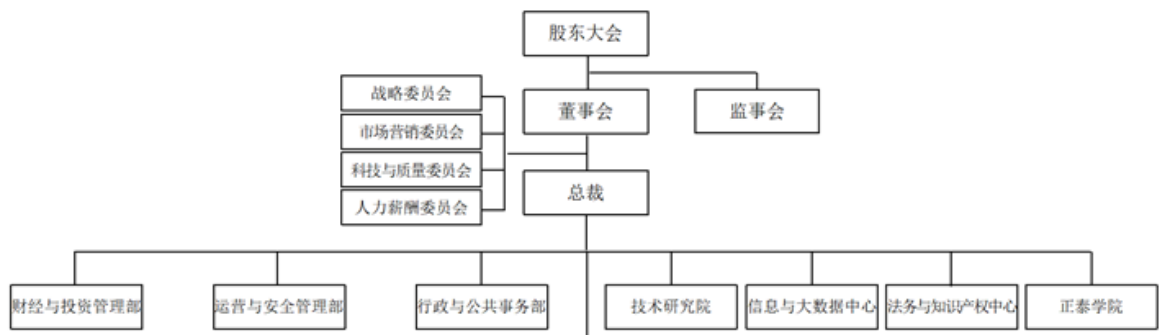 股东大会
战略委员会
董事会
监事会
市场营销委员会
科技与质量委员会
总裁
人力薪酬委员会
财经与投资管理部
运营与安全管理部
行政与公共事务部
技术研究院
信息与大数据中心
法务与知识产权中心
正泰学院